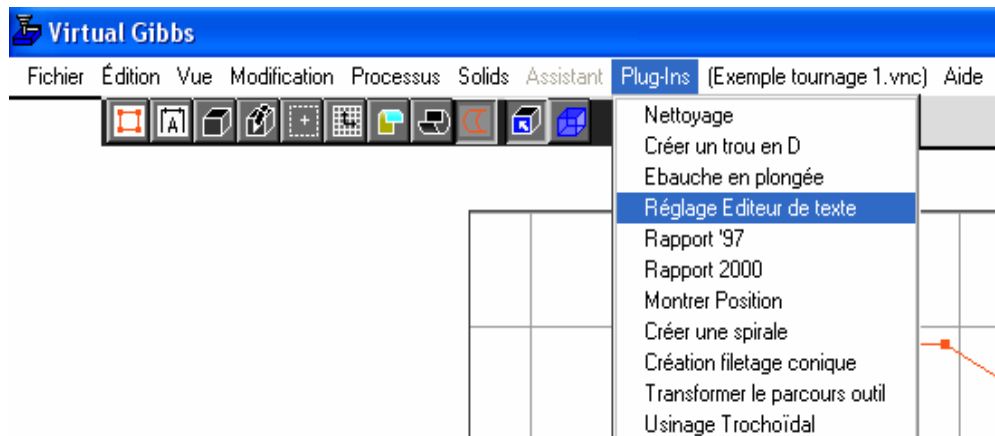 Virtual Gibbs
Fichier Édition Vue Modification Processus Solids Assistant Plug-Ins (Exemple tournage 1.vnc) Aide
A
Nettoyage
Créer un trou en D
Ebauche en plongée
Réglage Editeur de texte
Rapport '97
Rapport 2000
Montrer Position
Créer une spirale
Création filetage conique
Transformer le parcours outil
Usinage Trochoïdal